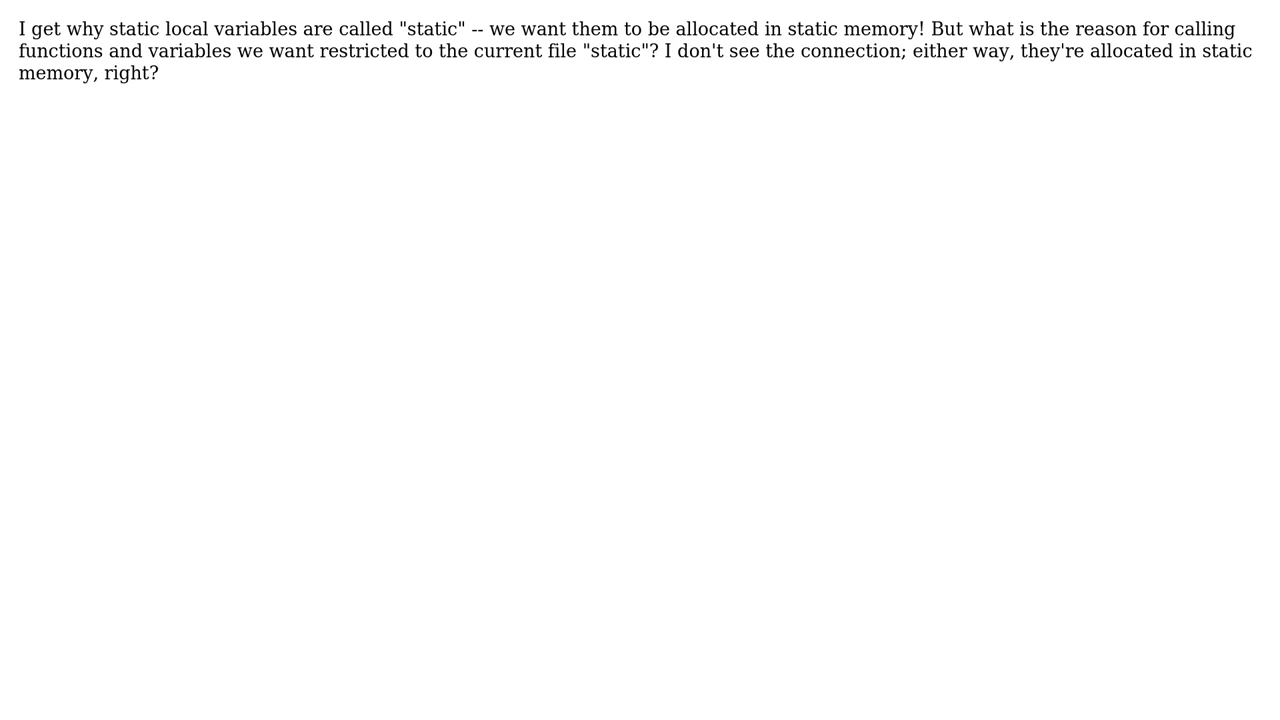 I get why static local variables are called "static" -- we want them to be allocated in static memory! But what is the reason for calling
functions and variables we want restricted to the current file "static"? I don't see the connection; either way, they're allocated in static
memory, right?